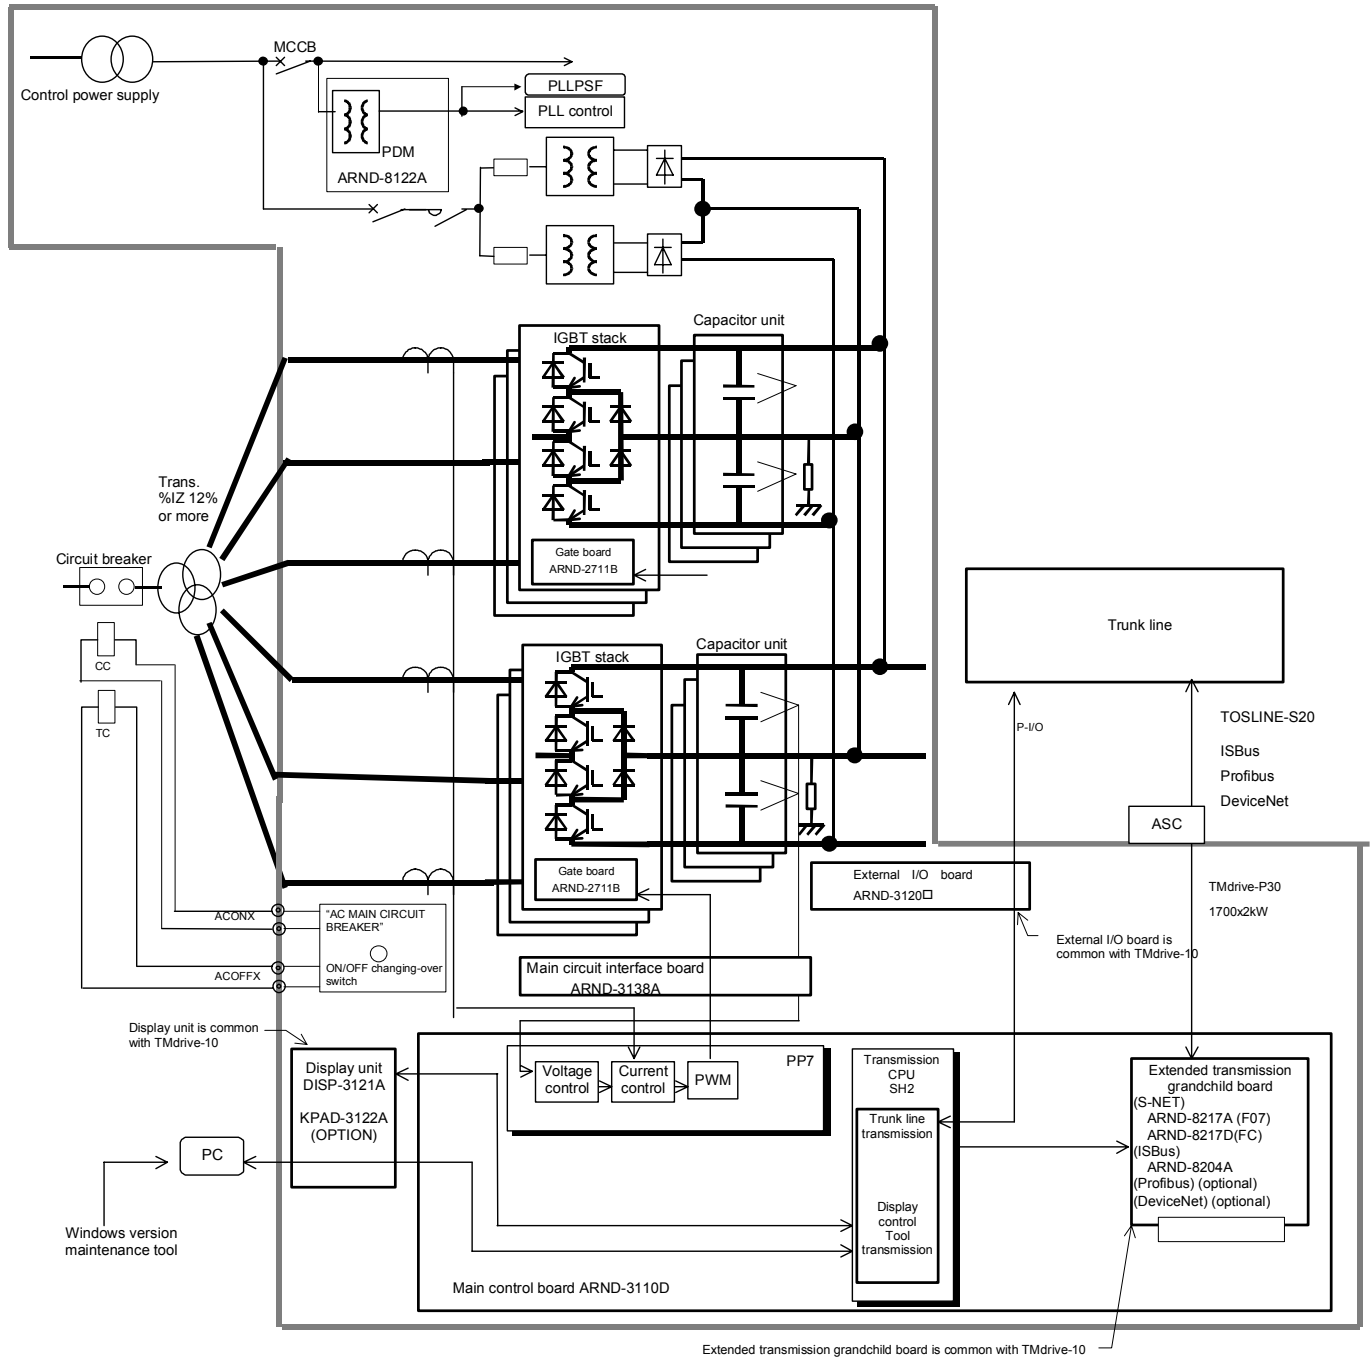 MCCB
Control power supply
PLLPSF
PLL control
PDM
ARND-8122A
Capacitor unit
IGBT stack
Trans.
%IZ 12%
or more
Circuit breaker
Gate board
ARND-2711B
CC
TC
Capacitor unit
IGBT stack
Gate board
ARND-2711B
Trunk line
P-I/O
TOSLINE-S20
ISBus
Profibus
DeviceNet
ASC
TMdrive-P30
1700x2kW
External I/O board
ARND-3120□
External I/O board is
common with TMdrive-10
ACONX
"AC MAIN CIRCUIT
BREAKER"
ACOFFX
ON/OFF changing-over
switch
Main circuit interface board
ARND-3138A
Display unit is common
with TMdrive-10
Display unit
DISP-3121A
KPAD-3122A
(OPTION)
PP7
Voltage
control
Current
control
PWM
Transmission
CPU
SH2
Trunk line
transmission
Display
control
Tool
transmission
Extended transmission
grandchild board
(S-NET)
ARND-8217A (F07)
ARND-8217D(FC)
(ISBus)
ARND-8204A
(Profibus) (optional)
(DeviceNet) (optional)
PC
Windows version
maintenance tool
Main control board ARND-3110D
Extended transmission grandchild board is common with TMdrive-10